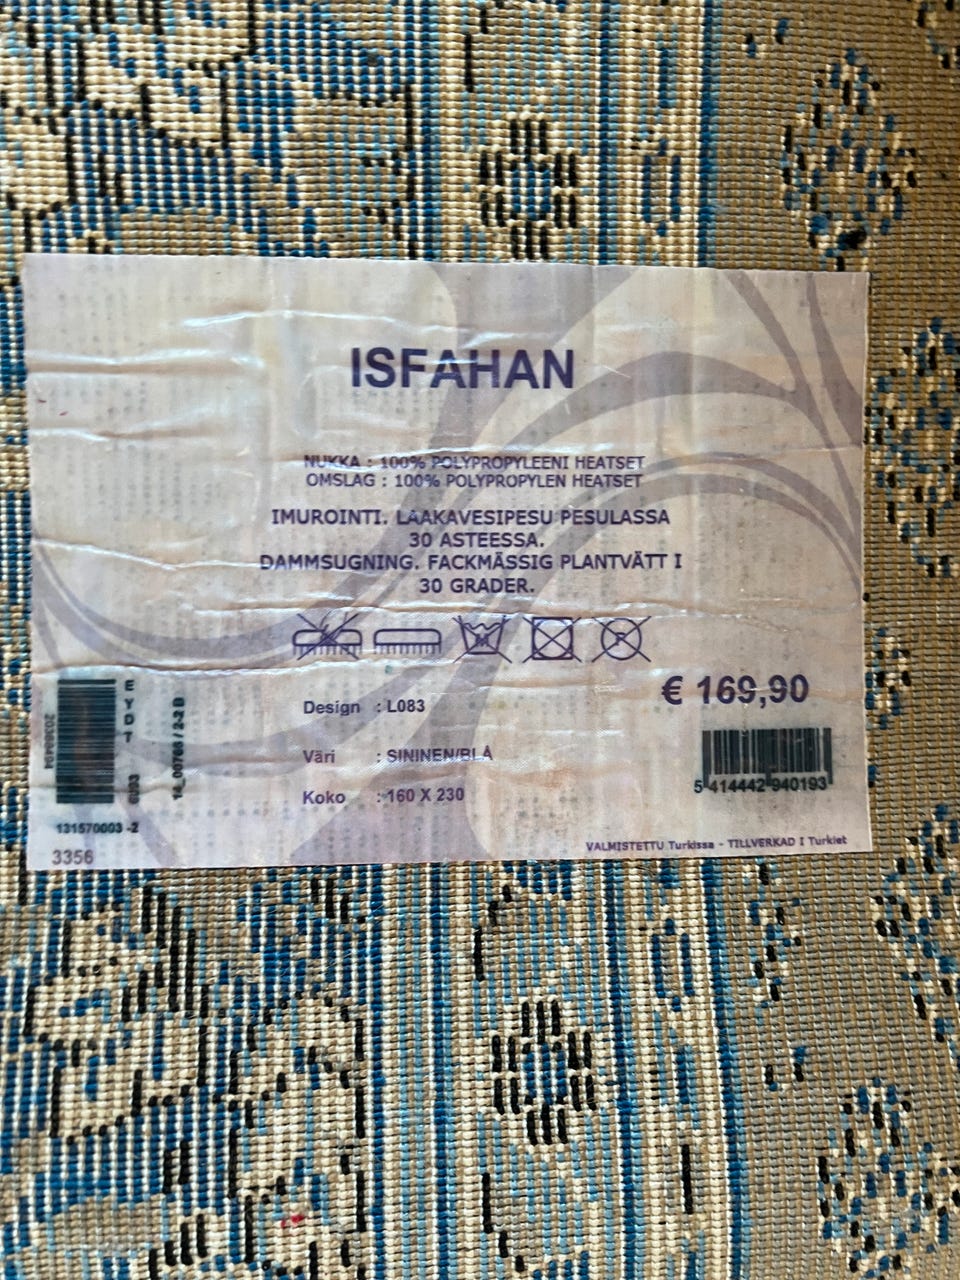 ISFAHAN
NUKKA : 100% POLYPROPYLEENI HEATSET
OMSLAG : 100% POLYPROPYLEN HEATSET
IMUROINTI. LAAKAVESIPESU PESULASSA
30 ASTEESSA.
DAMMSUGNING. FACKMÄSSIG PLANTVÄTT I
30 GRADER.
P
€ 169,90
Design : L083
Väri : SININEN/BLÅ
Koko : 160 X 230
5 414442 940193
EYDT
131570003 -2
3356
VALMISTETTU Turkissa - TILLVERKAD I Turkiet